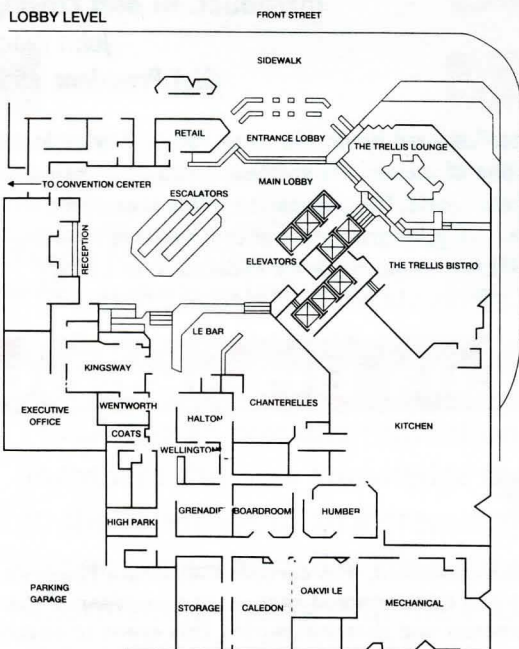 LOBBY LEVEL
FRONT STREET
SIDEWALK
RETAIL
ENTRANCE LOBBY
THE TRELLIS LOUNGE
TO CONVENTION CENTER
ESCALATORS
MAIN LOBBY
RECEPTION
ELEVATORS
THE TRELLIS BISTRO
LE BAR
KINGSWAY
EXECUTIVE
OFFICE
WENTWORTH
HALTON
CHANTERELLES
KITCHEN
COATS
WELLINGTON
HIGH PARK
BOARDROOM
HUMBER
PARKING
GARAGE
STORAGE
CALEDON
OAKVILLE
MECHANICAL